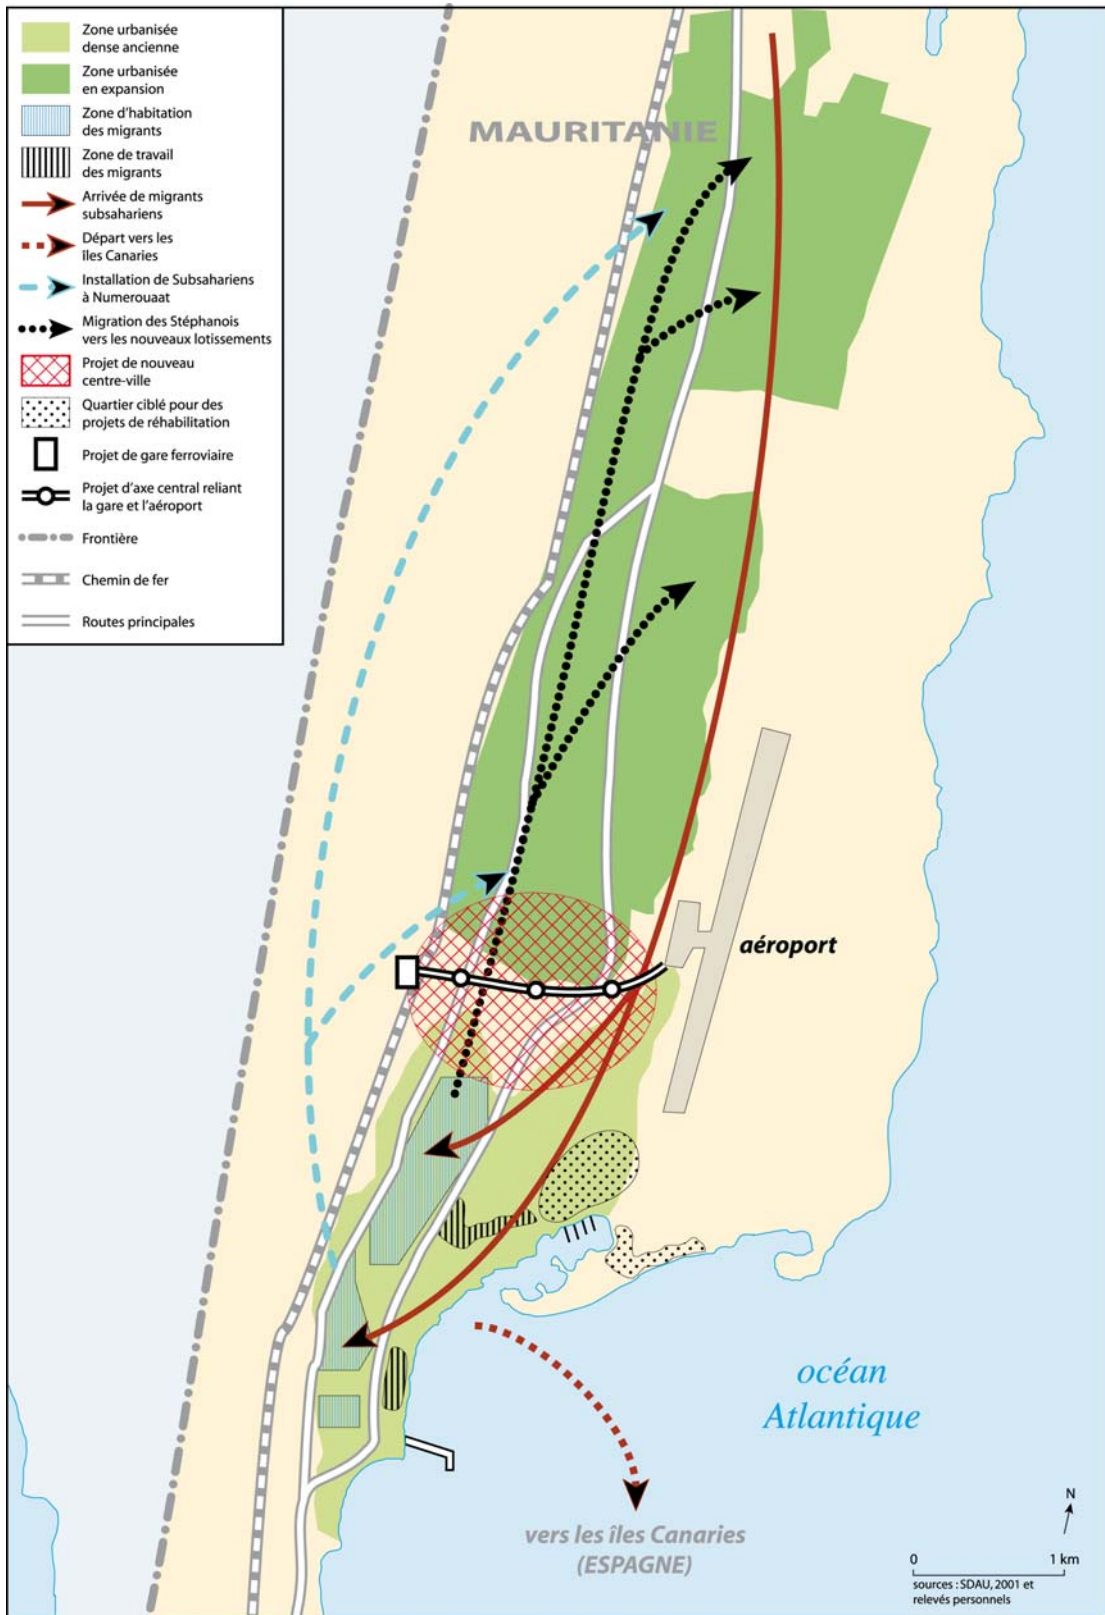 Zone urbanisée
dense ancienne
Zone urbanisée
en expansion
Zone d'habitation
des migrants
Zone de travail
des migrants
Arrivée de migrants
subsahariens
Départ vers les
îles Canaries
Installation de Subsahariens
à Numerouaat
Migration des Stéphanois
vers les nouveaux lotissements
Projet de nouveau
centre-ville
Quartier ciblé pour des
projets de réhabilitation
Projet de gare ferroviaire
Projet d'axe central reliant
la gare et l'aéroport
Frontière
Chemin de fer
Routes principales
MAURITANIE
aéroport
océan
Atlantique
vers les îles Canaries
(ESPAGNE)
N
0 1 km
sources : SDAU, 2001 et
relevés personnels